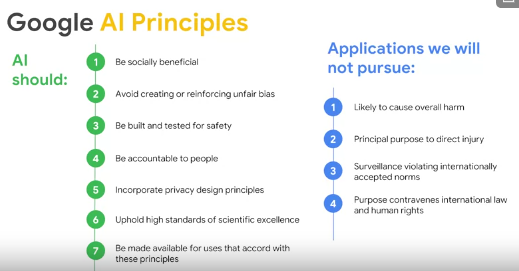 Google AI Principles
AI
should:
1 Be socially beneficial
2 Avoid creating or reinforcing unfair bias
3 Be built and tested for safety
4 Be accountable to people
5 Incorporate privacy design principles
6 Uphold high standards of scientific excellence
7 Be made available for uses that accord with
these principles
Applications we will
not pursue:
1 Likely to cause overall harm
2 Principal purpose to direct injury
3 Surveillance violating internationally
accepted norms
4 Purpose contravenes international law
and human rights